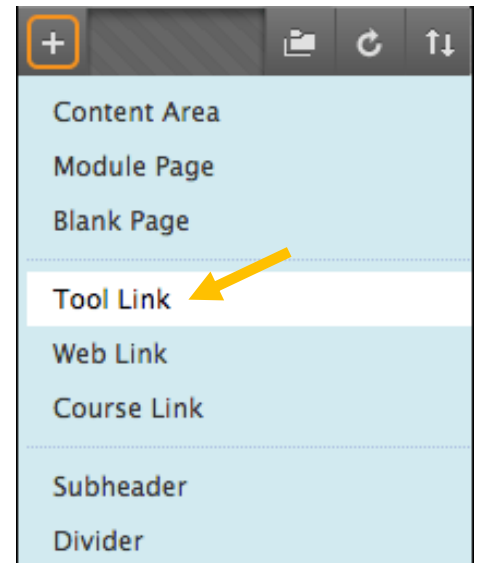 Content Area
Module Page
Blank Page
Tool Link
Web Link
Course Link
Subheader
Divider